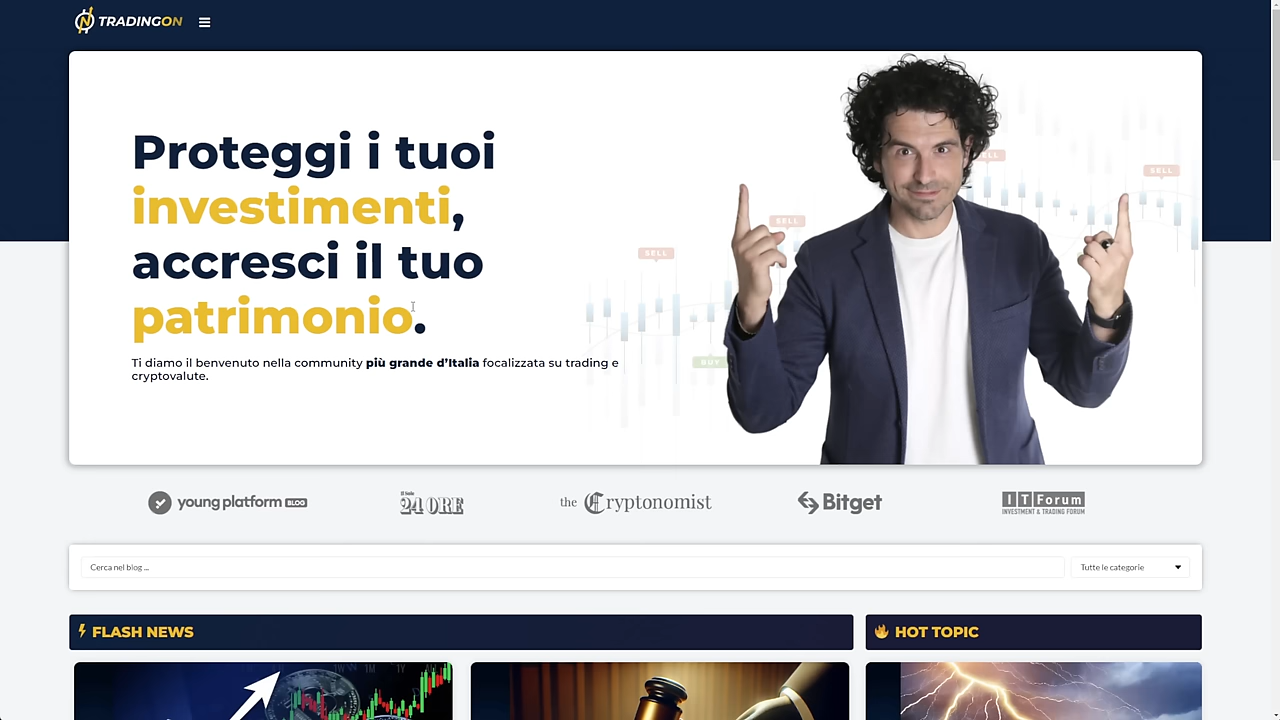 TRADINGON
Proteggi i tuoi
investimenti,
accresci il tuo
patrimonio.
Ti diamo il benvenuto nella community più grande d'Italia focalizzata su trading e
cryptovalute.
SELL
SELL
SELL
BUY
young platform BLOG
Il Sole
24 ORE
the Cryptonomist
Bitget
IT Forum
INVESTMENT & TRADING FORUM
Cerca nel blog ...
Tutte le categorie
FLASH NEWS
HOT TOPIC